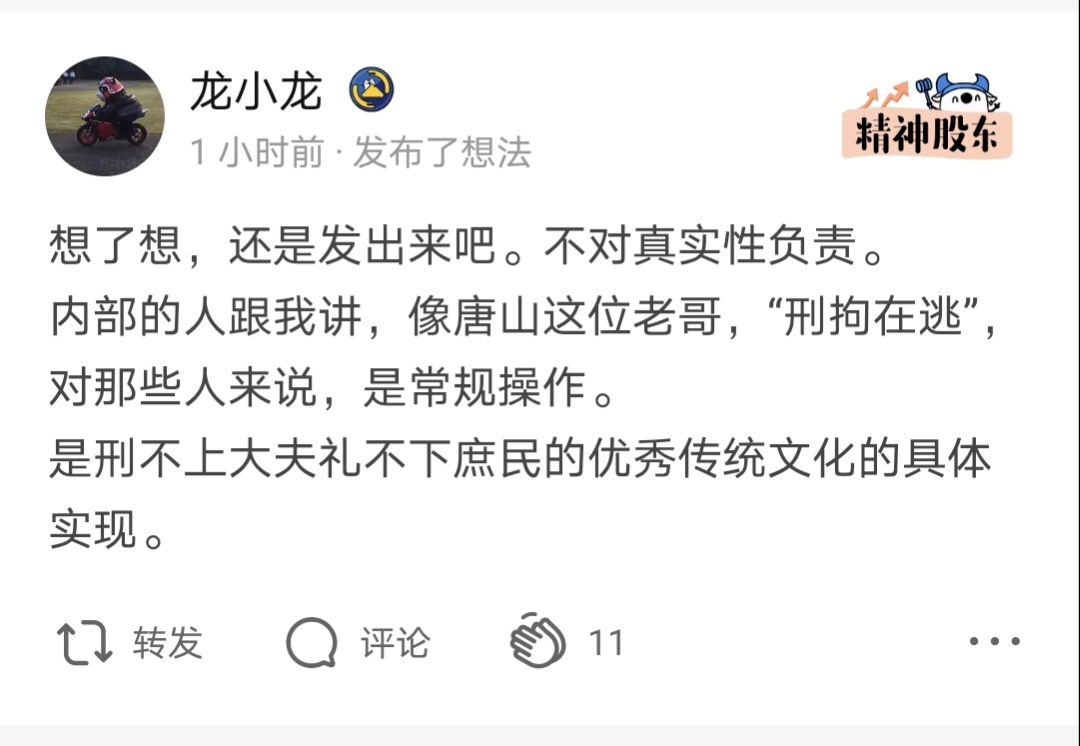 龙小龙
1 小时前 · 发布了想法
精神股东
想了想，还是发出来吧。不对真实性负责。
内部的人跟我讲，像唐山这位老哥，“刑拘在逃”，
对那些人来说，是常规操作。
是刑不上大夫礼不下庶民的优秀传统文化的具体
实现。
转发 评论 11